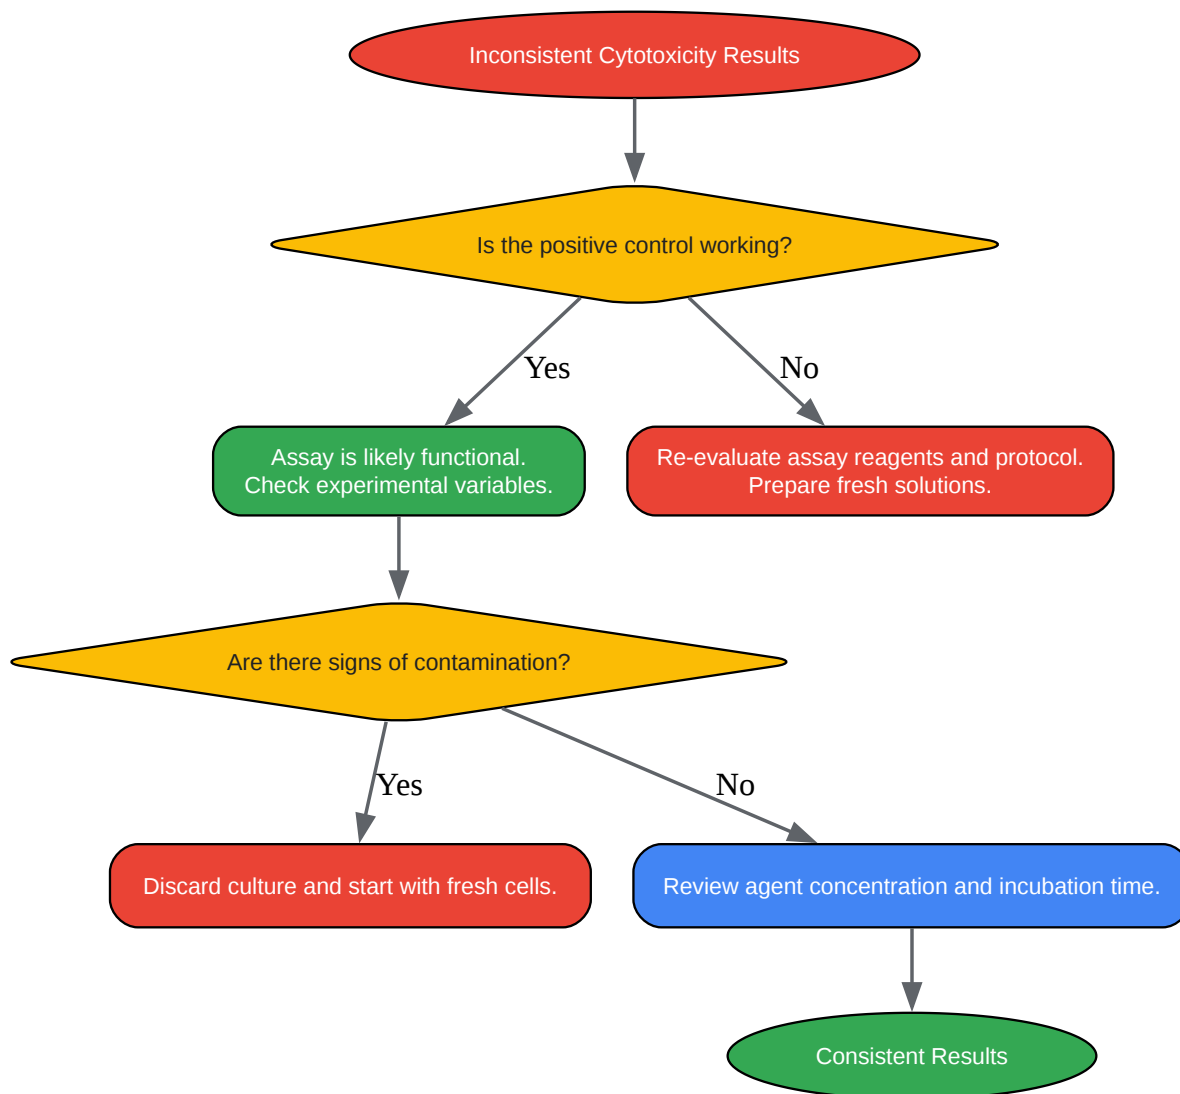 Inconsistent Cytotoxicity Results
Is the positive control working?
Yes
No
Assay is likely functional.
Check experimental variables.
Re-evaluate assay reagents and protocol.
Prepare fresh solutions.
Are there signs of contamination?
Yes
No
Discard culture and start with fresh cells.
Review agent concentration and incubation time.
Consistent Results